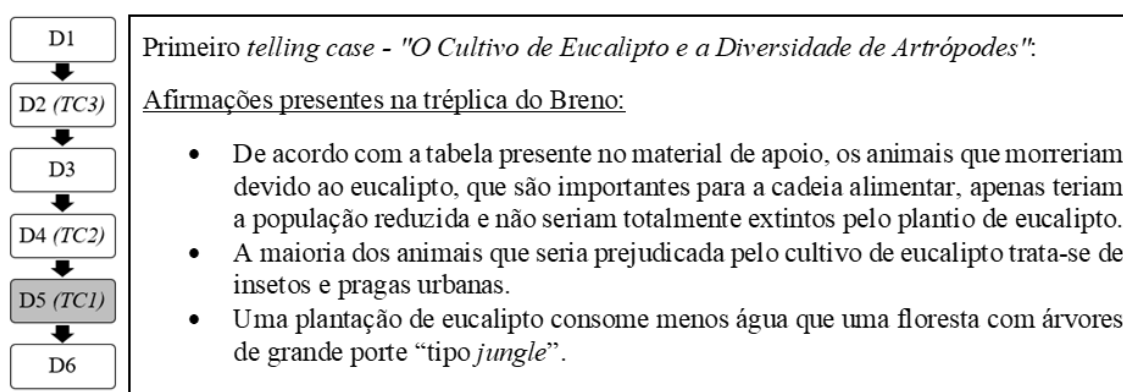 D1
D2 (TC3)
D3
D4 (TC2)
D5 (TC1)
D6
Primeiro telling case - "O Cultivo de Eucalipto e a Diversidade de Artrópodes":
Afirmações presentes na tréplica do Breno:
• De acordo com a tabela presente no material de apoio, os animais que morreriam
devido ao eucalipto, que são importantes para a cadeia alimentar, apenas teriam
a população reduzida e não seriam totalmente extintos pelo plantio de eucalipto.
• A maioria dos animais que seria prejudicada pelo cultivo de eucalipto trata-se de
insetos e pragas urbanas.
• Uma plantação de eucalipto consome menos água que uma floresta com árvores
de grande porte “tipo jungle”.